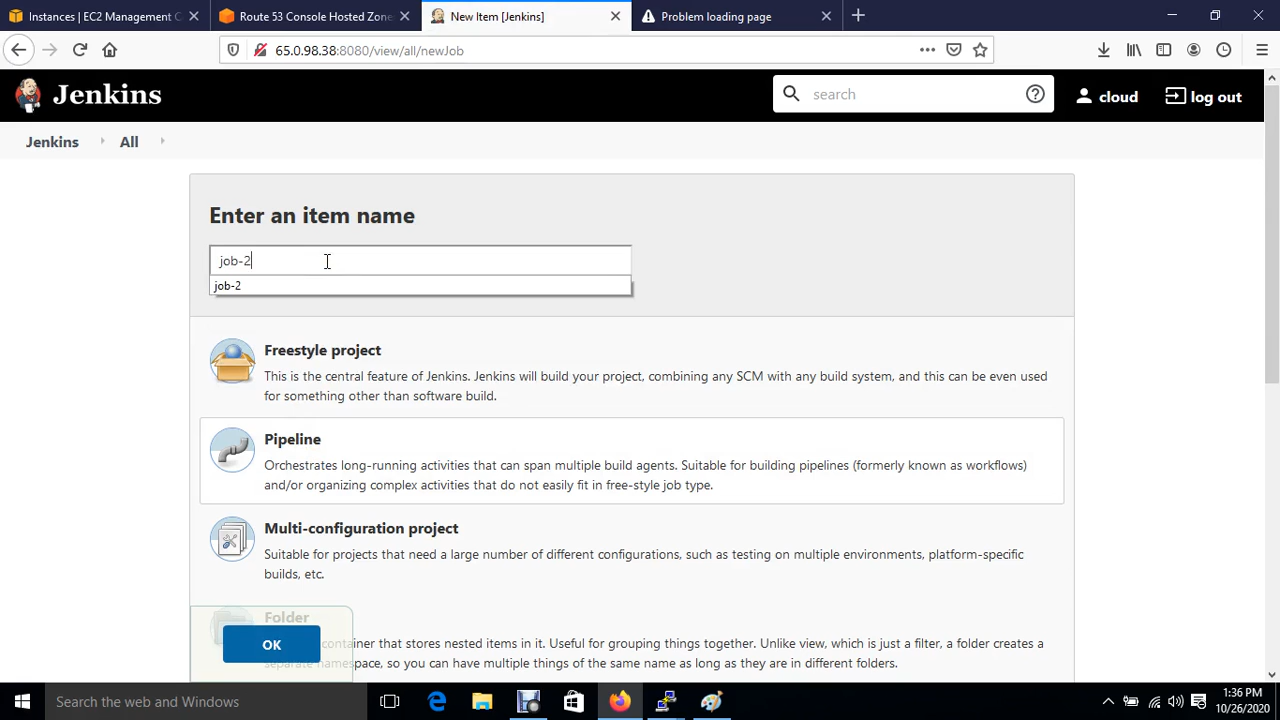 Instances | EC2 Management C
Route 53 Console Hosted Zone
New Item [Jenkins]
Problem loading page
65.0.98.38:8080/view/all/newJob
Jenkins
search
cloud
log out
Jenkins
All
Enter an item name
job-2
job-2
Freestyle project
This is the central feature of Jenkins. Jenkins will build your project, combining any SCM with any build system, and this can be even used
for something other than software build.
Pipeline
Orchestrates long-running activities that can span multiple build agents. Suitable for building pipelines (formerly known as workflows)
and/or organizing complex activities that do not easily fit in free-style job type.
Multi-configuration project
Suitable for projects that need a large number of different configurations, such as testing on multiple environments, platform-specific
builds, etc.
Folder
container that stores nested items in it. Useful for grouping things together. Unlike view, which is just a filter, a folder creates a
separate namespace, so you can have multiple things of the same name as long as they are in different folders.
OK
Search the web and Windows
1:36 PM
10/26/2020